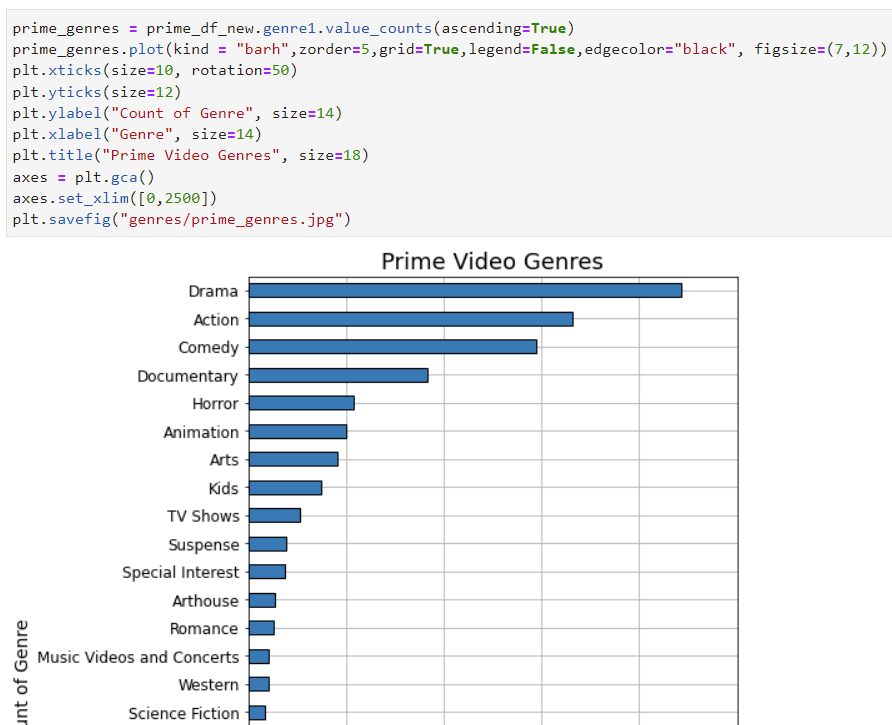 prime_genres = prime_df_new.genre1.value_counts(ascending=True)
prime_genres.plot(kind = "barh",zorder=5,grid=True,legend=False,edgecolor="black", figsize=(7,12))
plt.xticks(size=10, rotation=50)
plt.yticks(size=12)
plt.ylabel("Count of Genre", size=14)
plt.xlabel("Genre", size=14)
plt.title("Prime Video Genres", size=18)
axes = plt.gca()
axes.set_xlim([0,2500])
plt.savefig("genres/prime_genres.jpg")
Prime Video Genres
Drama
Action
Comedy
Documentary
Horror
Animation
Arts
Kids
TV Shows
Suspense
Special Interest
Arthouse
Romance
Music Videos and Concerts
Western
Science Fiction
unt of Genre